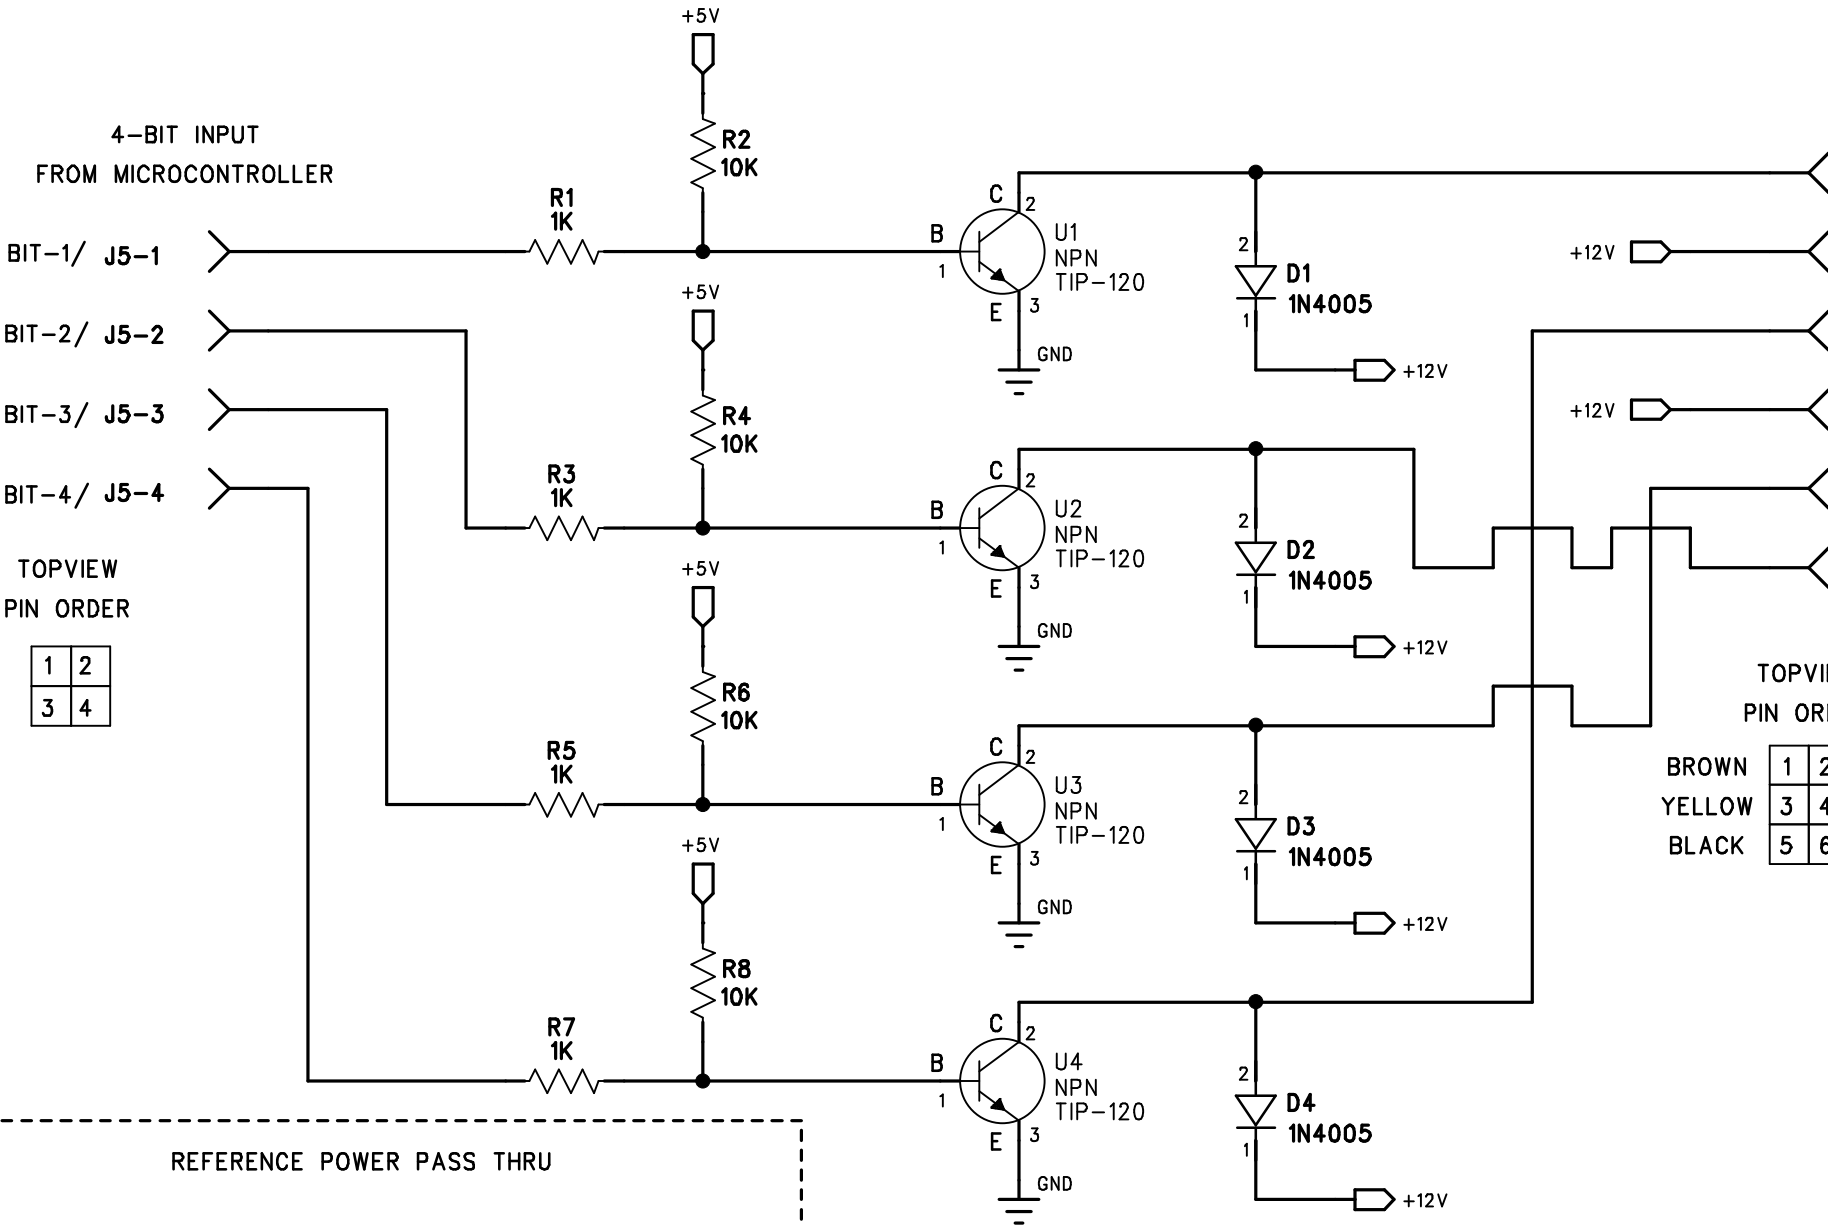 +5V
4-BIT INPUT
FROM MICROCONTROLLER
R2
10K
R1
1K
BIT-1/ J5-1
BIT-2/ J5-2
BIT-3/ J5-3
BIT-4/ J5-4
C
2
B
1
U1
NPN
TIP-120
E
3
GND
2
D1
1N4005
1
+12V
+12V
+12V
+5V
R4
10K
R3
1K
C
2
B
1
U2
NPN
TIP-120
E
3
GND
2
D2
1N4005
1
+12V
TOPVIEW
PIN ORDER
1 2
3 4
+5V
R6
10K
R5
1K
C
2
B
1
U3
NPN
TIP-120
E
3
GND
2
D3
1N4005
1
+12V
PIN
BROWN 1 2
YELLOW 3 4
BLACK 5 6
+5V
R8
10K
R7
1K
C
2
B
1
U4
NPN
TIP-120
E
3
GND
2
D4
1N4005
1
+12V
REFERENCE POWER PASS THRU